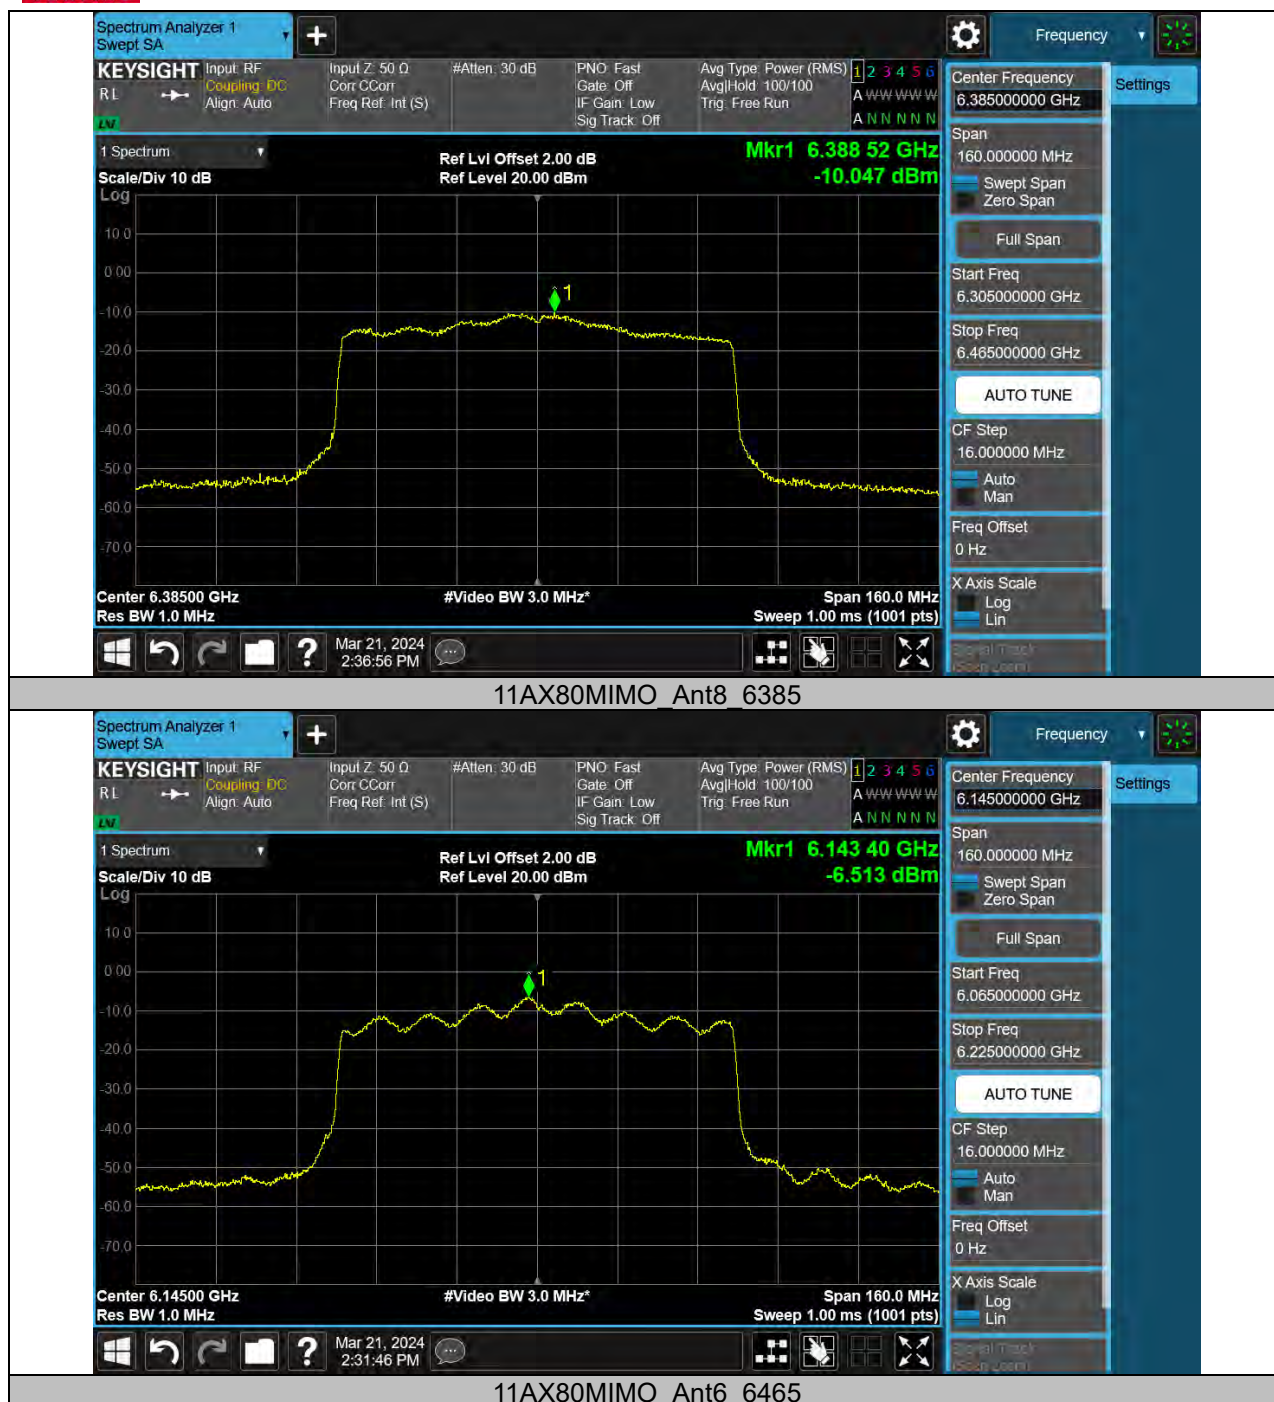 Spectrum Analyzer 1
Swept SA
Frequency
KEYSIGHT
RL
LNI
Input: RF
Coupling: DC
Align: Auto
Input Z: 50 Ω
Corr CCorr
Freq Ref: Int (S)
#Atten: 30 dB
PNO: Fast
Gate: Off
IF Gain: Low
Sig Track: Off
Avg Type: Power (RMS)
Avg|Hold: 100/100
Trig: Free Run
1 2 3 4 5 6
A W W W W W
A N N N N N
1 Spectrum
Scale/Div 10 dB
Log
Ref Lvl Offset 2.00 dB
Ref Level 20.00 dBm
Mkr1 6.388 52 GHz
-10.047 dBm
1
10.0
0.00
-10.0
-20.0
-30.0
-40.0
-50.0
-60.0
-70.0
Center 6.38500 GHz
Res BW 1.0 MHz
#Video BW 3.0 MHz*
Span 160.0 MHz
Sweep 1.00 ms (1001 pts)
Center Frequency
6.385000000 GHz
Settings
Span
160.000000 MHz
Swept Span
Zero Span
Full Span
Start Freq
6.305000000 GHz
Stop Freq
6.465000000 GHz
AUTO TUNE
CF Step
16.000000 MHz
Auto
Man
Freq Offset
0 Hz
X Axis Scale
Log
Lin
Signal Track
(Span Zoom)
?
Mar 21, 2024
2:36:56 PM
11AX80MIMO_Ant8_6385
Spectrum Analyzer 1
Swept SA
Frequency
KEYSIGHT
RL
LNI
Input: RF
Coupling: DC
Align: Auto
Input Z: 50 Ω
Corr CCorr
Freq Ref: Int (S)
#Atten: 30 dB
PNO: Fast
Gate: Off
IF Gain: Low
Sig Track: Off
Avg Type: Power (RMS)
Avg|Hold: 100/100
Trig: Free Run
1 2 3 4 5 6
A W W W W W
A N N N N N
1 Spectrum
Scale/Div 10 dB
Log
Ref Lvl Offset 2.00 dB
Ref Level 20.00 dBm
Mkr1 6.143 40 GHz
-6.513 dBm
1
10.0
0.00
-10.0
-20.0
-30.0
-40.0
-50.0
-60.0
-70.0
Center 6.14500 GHz
Res BW 1.0 MHz
#Video BW 3.0 MHz*
Span 160.0 MHz
Sweep 1.00 ms (1001 pts)
Center Frequency
6.145000000 GHz
Settings
Span
160.000000 MHz
Swept Span
Zero Span
Full Span
Start Freq
6.065000000 GHz
Stop Freq
6.225000000 GHz
AUTO TUNE
CF Step
16.000000 MHz
Auto
Man
Freq Offset
0 Hz
X Axis Scale
Log
Lin
Signal Track
(Span Zoom)
?
Mar 21, 2024
2:31:46 PM
11AX80MIMO_Ant6_6465